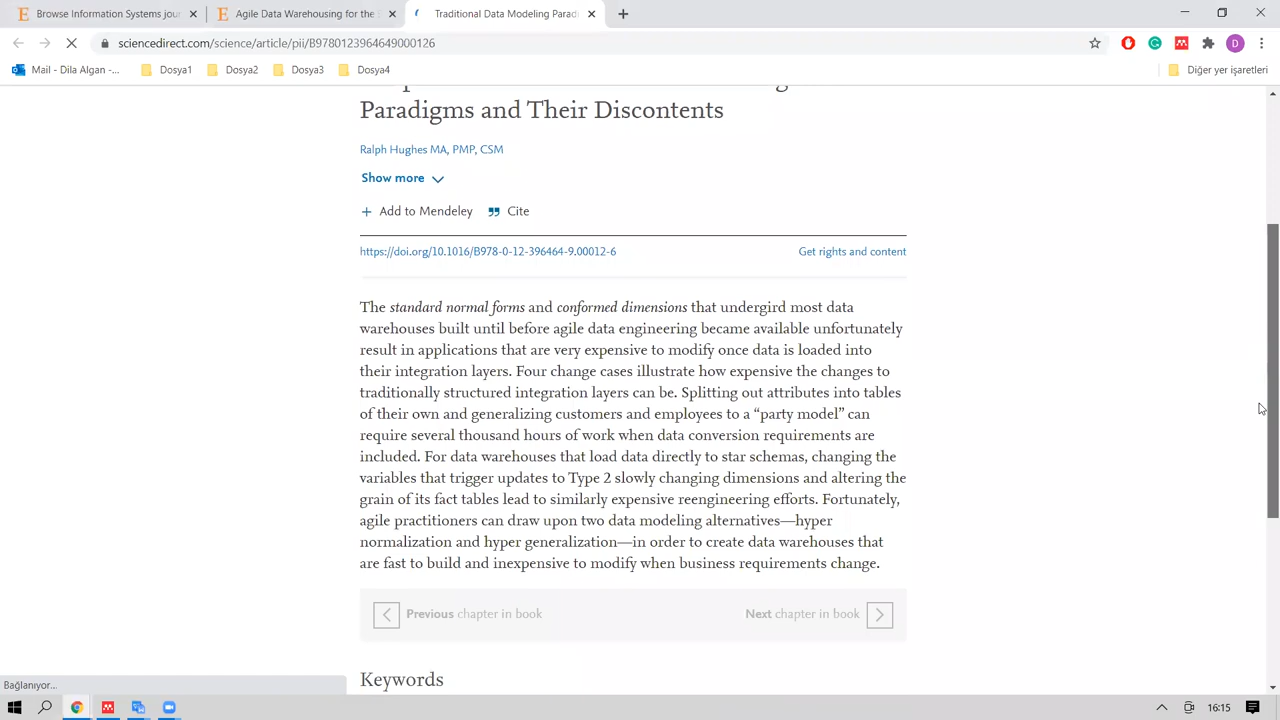 Browse Information Systems jour
Agile Data Warehousing for the
Traditional Data Modeling Parad
sciencedirect.com/science/article/pii/B9780123964649000126
D
Mail - Dila Algan -...
Dosya1
Dosya2
Dosya3
Dosya4
Diğer yer işaretleri
Paradigms and Their Discontents
Ralph Hughes MA, PMP, CSM
Show more
Add to Mendeley
Cite
https://doi.org/10.1016/B978-0-12-396464-9.00012-6
Get rights and content
The standard normal forms and conformed dimensions that undergird most data
warehouses built until before agile data engineering became available unfortunately
result in applications that are very expensive to modify once data is loaded into
their integration layers. Four change cases illustrate how expensive the changes to
traditionally structured integration layers can be. Splitting out attributes into tables
of their own and generalizing customers and employees to a “party model” can
require several thousand hours of work when data conversion requirements are
included. For data warehouses that load data directly to star schemas, changing the
variables that trigger updates to Type 2 slowly changing dimensions and altering the
grain of its fact tables lead to similarly expensive reengineering efforts. Fortunately,
agile practitioners can draw upon two data modeling alternatives—hyper
normalization and hyper generalization—in order to create data warehouses that
are fast to build and inexpensive to modify when business requirements change.
Previous chapter in book
Next chapter in book
Keywords
Bağlanıyor...
16:15